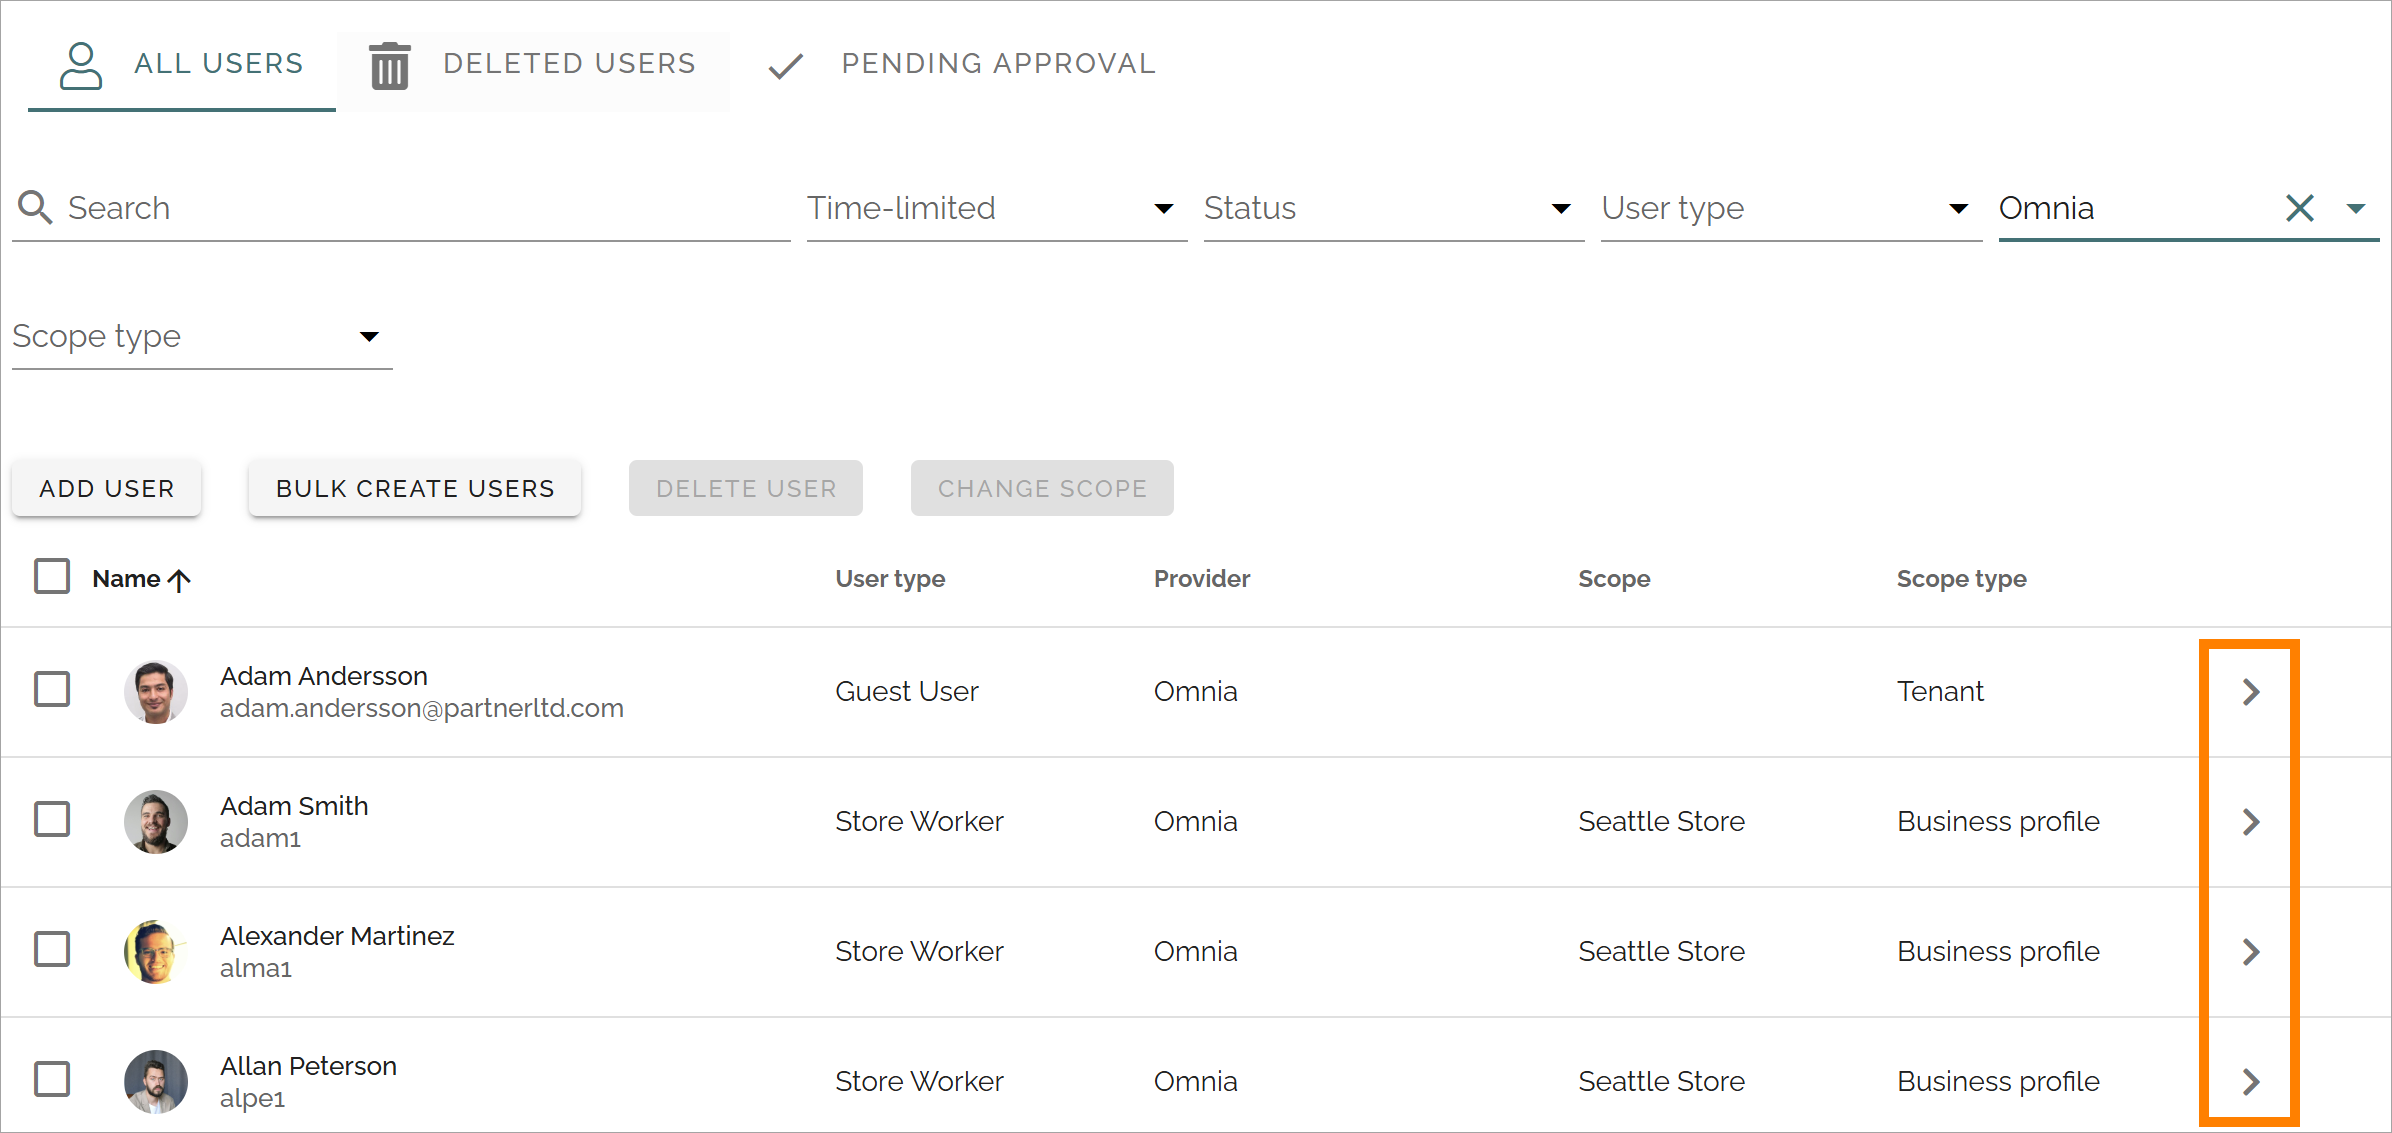 ALL USERS DELETED USERS PENDING APPROVAL
Search Time-limited Status User type Omnia
Scope type
ADD USER BULK CREATE USERS DELETE USER CHANGE SCOPE
Name User type Provider Scope Scope type
Adam Andersson
adam.andersson@partnerltd.com
Guest User Omnia Tenant
Adam Smith
adam1
Store Worker Omnia Seattle Store Business profile
Alexander Martinez
alma1
Store Worker Omnia Seattle Store Business profile
Allan Peterson
alpe1
Store Worker Omnia Seattle Store Business profile